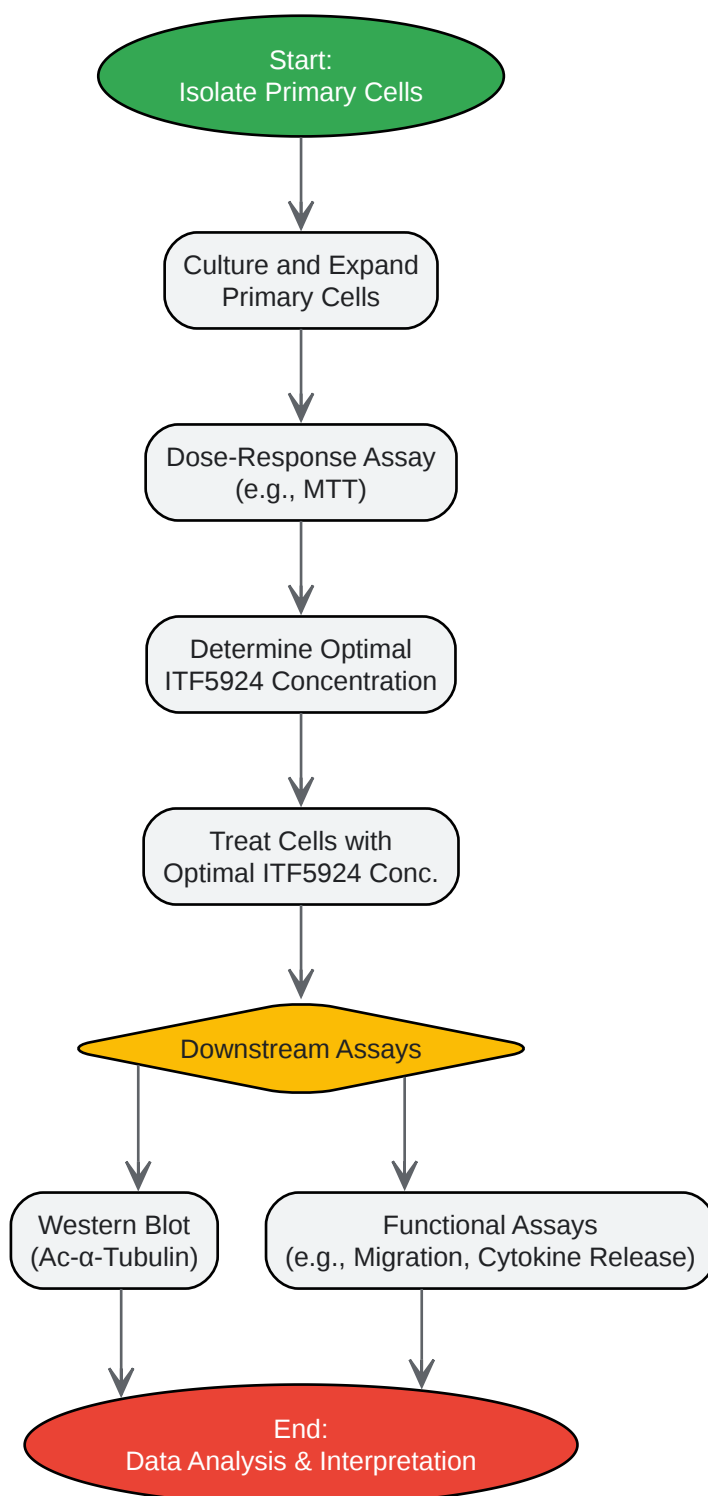 Start:
Isolate Primary Cells
Culture and Expand
Primary Cells
Dose-Response Assay
(e.g., MTT)
Determine Optimal
ITF5924 Concentration
Treat Cells with
Optimal ITF5924 Conc.
Downstream Assays
Western Blot
(Ac-α-Tubulin)
Functional Assays
(e.g., Migration, Cytokine Release)
End:
Data Analysis & Interpretation